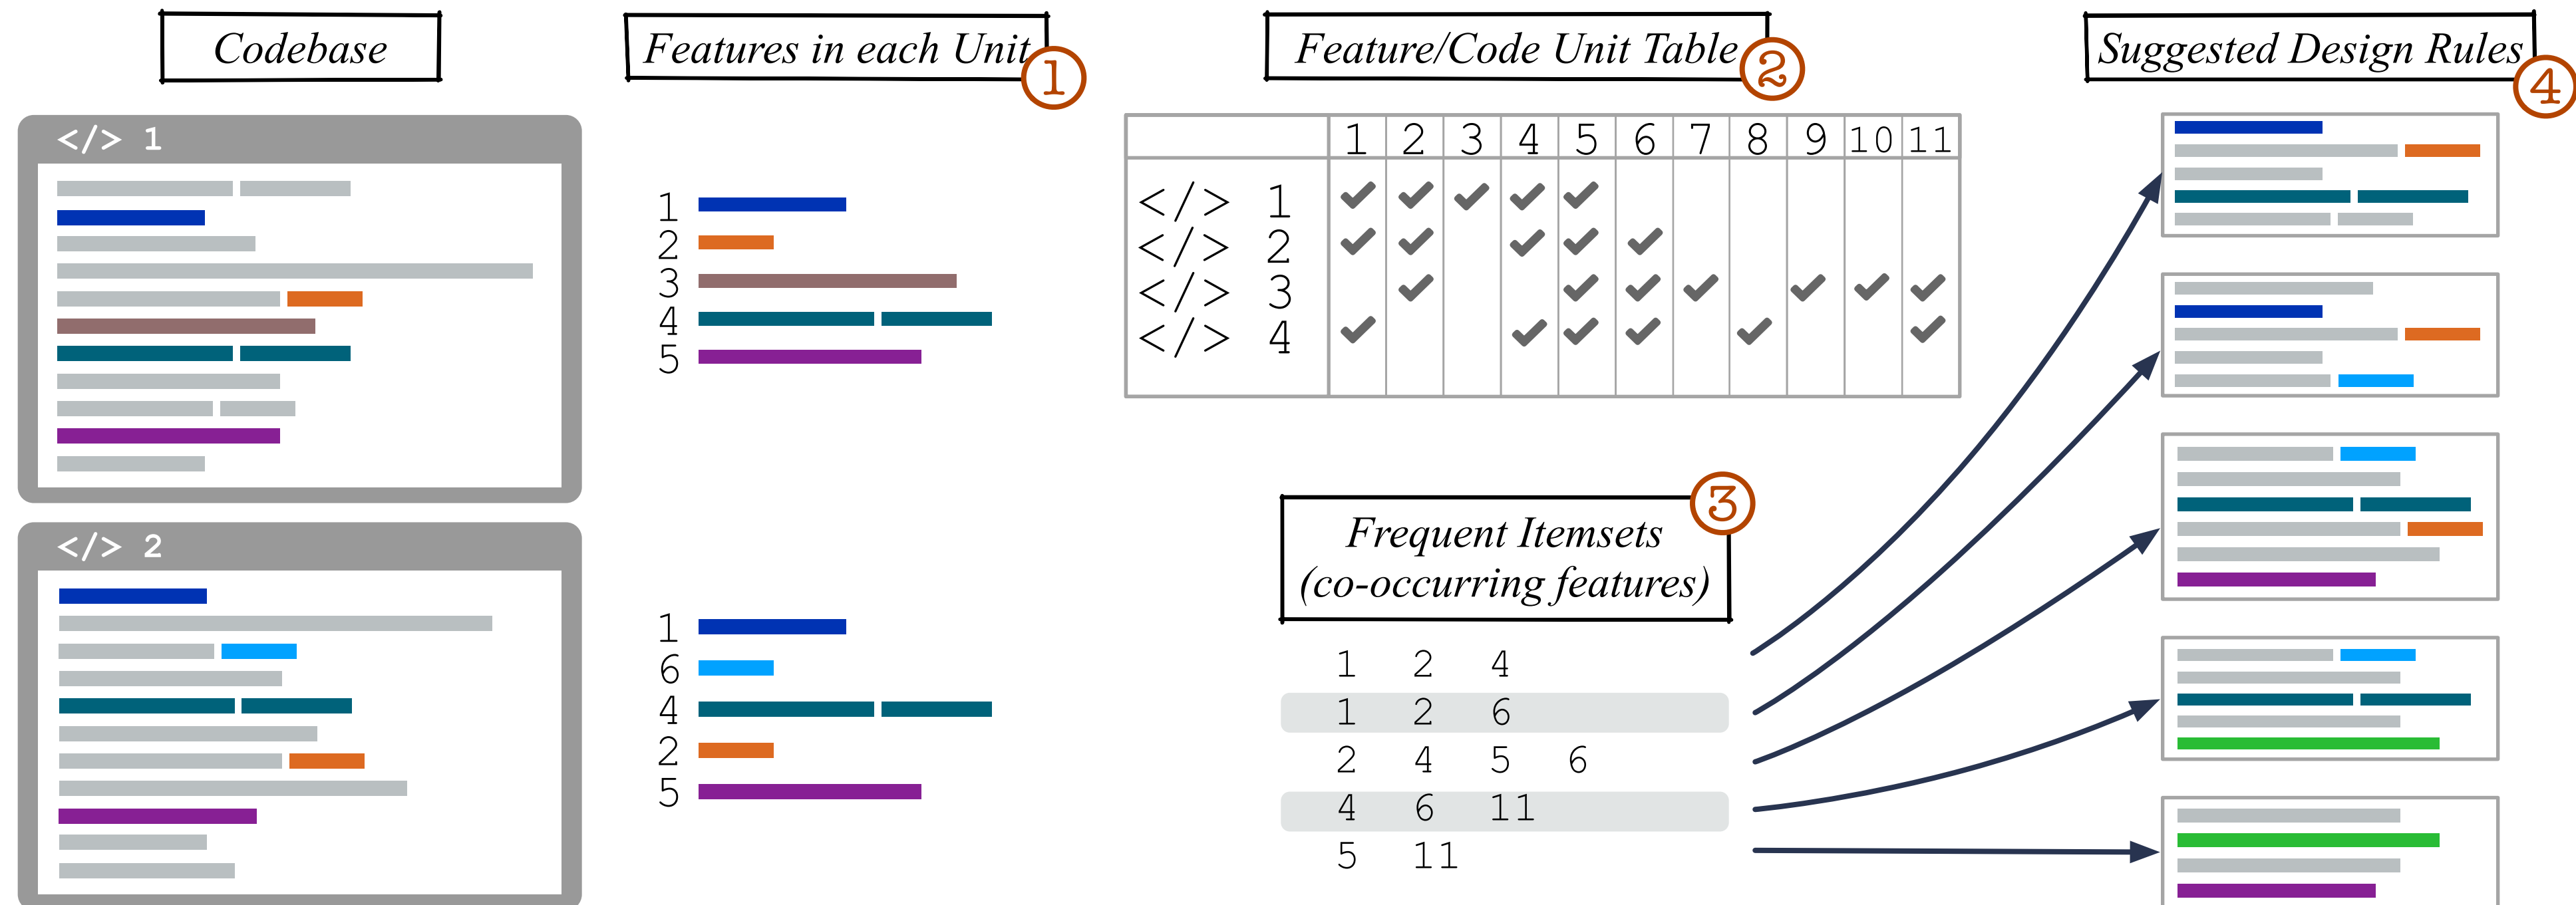 Codebase
Features in each Unit
1
Feature/Code Unit Table
2
Suggested Design Rules
4
</> 1
1
2
3
4
5
1 2 3 4 5 6 7 8 9 10 11
</> 1
</> 2
</> 3
</> 4
3
Frequent Itemsets
(co-occurring features)
</> 2
1
6
4
2
5
1 2 4
1 2 6
2 4 5 6
4 6 11
5 11